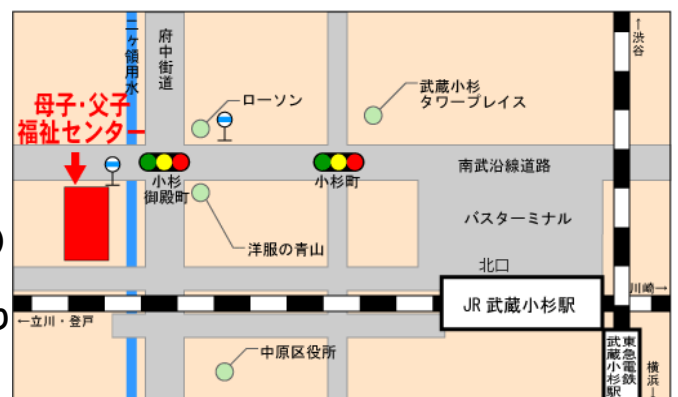 二ヶ領用水
府中街道
↑渋谷
母子・父子
福祉センター
ローソン
武蔵小杉
タワープレイス
小杉
御殿町
小杉町
南武沿線道路
バスターミナル
洋服の青山
北口
JR 武蔵小杉駅
川崎→
←立川・登戸
中原区役所
東急電鉄
武蔵小杉駅
横浜↓